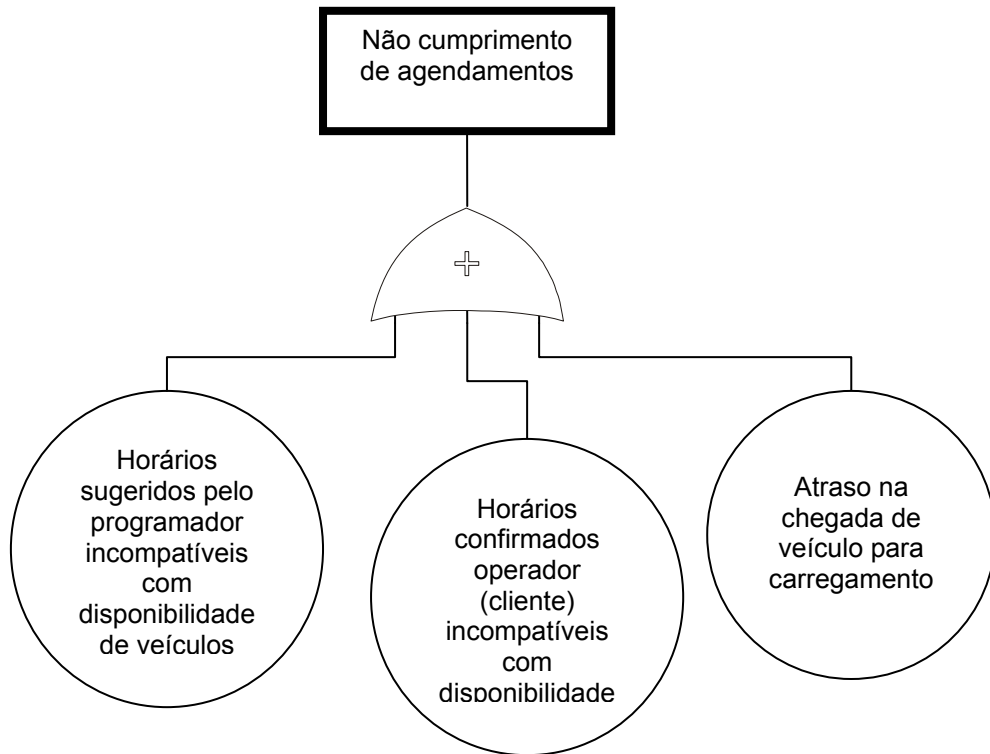 Não cumprimento
de agendamentos
Horários
sugeridos pelo
programador
incompatíveis
com
disponibilidade
de veículos
Horários
confirmados
operador
(cliente)
incompatíveis
com
disponibilidade
Atraso na
chegada de
veículo para
carregamento